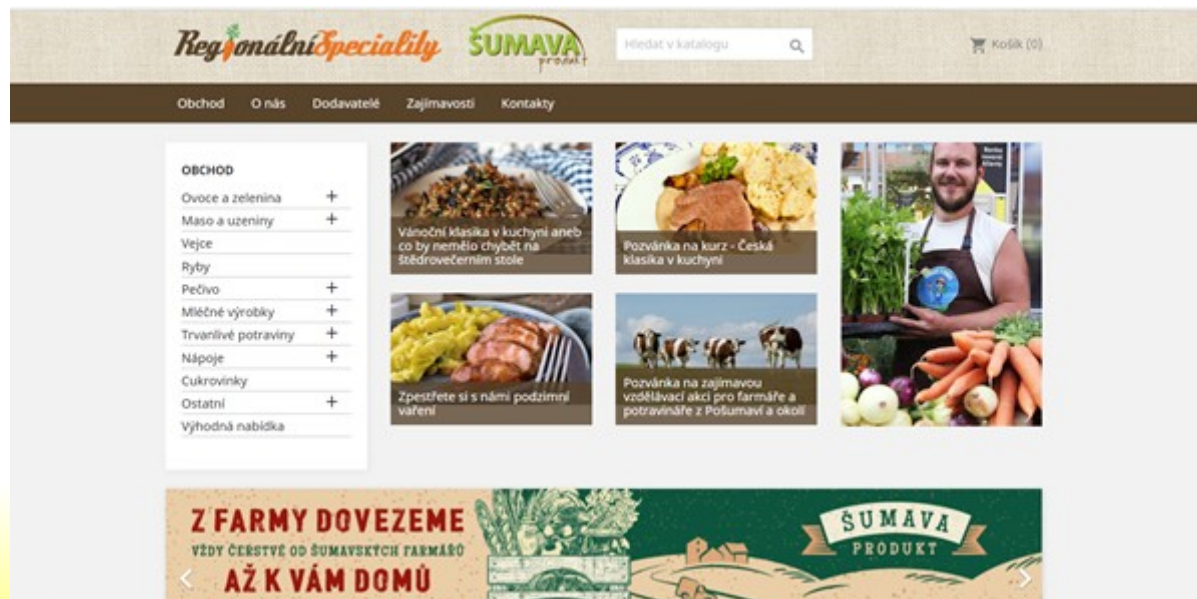 RegionálníSpeciality
ŠUMAVA
produkt
Hledat v katalogu
Košík (0)
Obchod O nás Dodavatelé Zajímavosti Kontakty
OBCHOD
Ovoce a zelenina +
Maso a uzeniny +
Vejce
Ryby
Pečivo +
Mléčné výrobky +
Trvanlivé potraviny +
Nápoje +
Cukrovinky
Ostatní +
Výhodná nabídka
Vánoční klasika v kuchyni aneb
co by nemělo chybět na
štědrovečerním stole
Pozvánka na kurz - Česká
klasika v kuchyni
Zpestřete si s námi podzimní
vaření
Pozvánka na zajímavou
vzdělávací akci pro farmáře a
potravináře z Pošumaví a okolí
Z FARMY DOVEZEME
VŽDY ČERSTVÉ OD ŠUMAVSKÝCH FARMÁŘŮ
AŽ K VÁM DOMŮ
ŠUMAVA
PRODUKT